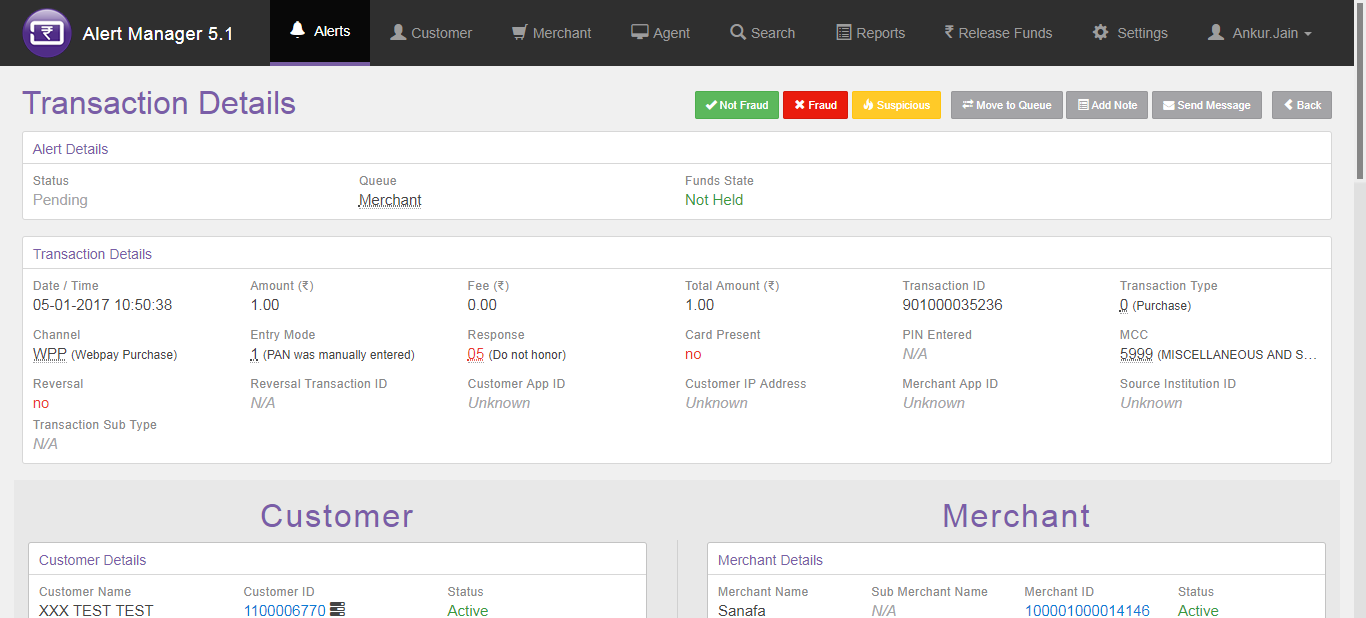 Alert Manager 5.1 Alerts Customer Merchant Agent Search Reports ₹ Release Funds Settings Ankur.Jain
Transaction Details Not Fraud Fraud Suspicious Move to Queue Add Note Send Message Back
Alert Details
Status Queue Funds State
Pending Merchant Not Held
Transaction Details
Date / Time Amount (₹) Fee (₹) Total Amount (₹) Transaction ID Transaction Type
05-01-2017 10:50:38 1.00 0.00 1.00 901000035236 0 (Purchase)
Channel Entry Mode Response Card Present PIN Entered MCC
WPP (Webpay Purchase) 1 (PAN was manually entered) 05 (Do not honor) no N/A 5999 (MISCELLANEOUS AND S...
Reversal Reversal Transaction ID Customer App ID Customer IP Address Merchant App ID Source Institution ID
no N/A Unknown Unknown Unknown Unknown
Transaction Sub Type
N/A
Customer Merchant
Customer Details Merchant Details
Customer Name Customer ID Status Merchant Name Sub Merchant Name Merchant ID Status
XXX TEST TEST 1100006770 Active Sanafa N/A 100001000014146 Active